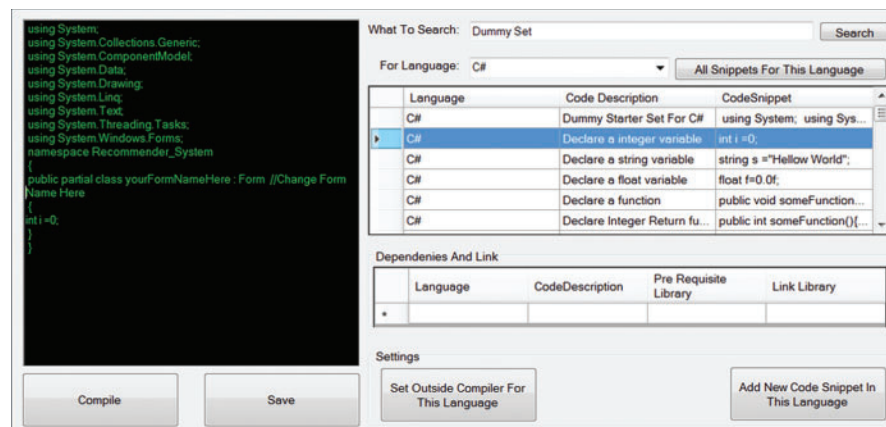 using System;
using System.Collections.Generic;
using System.ComponentModel;
using System.Data;
using System.Drawing;
using System.Linq;
using System.Text;
using System.Threading.Tasks;
using System.Windows.Forms;
namespace Recommender_System
{
public partial class yourFormNameHere : Form //Change Form
Name Here
{
int i =0;
}
}
Compile
Save
What To Search: Dummy Set Search
For Language: C# All Snippets For This Language
Language Code Description CodeSnippet
C# Dummy Starter Set For C# using System; using Sys...
C# Declare a integer variable int i =0;
C# Declare a string variable string s ="Hellow World";
C# Declare a float variable float f=0.0f;
C# Declare a function public void someFunction...
C# Declare Integer Return fu... public int someFunction(){...
Dependenies And Link
Language CodeDescription Pre Requisite Library Link Library
Settings
Set Outside Compiler For
This Language
Add New Code Snippet In
This Language